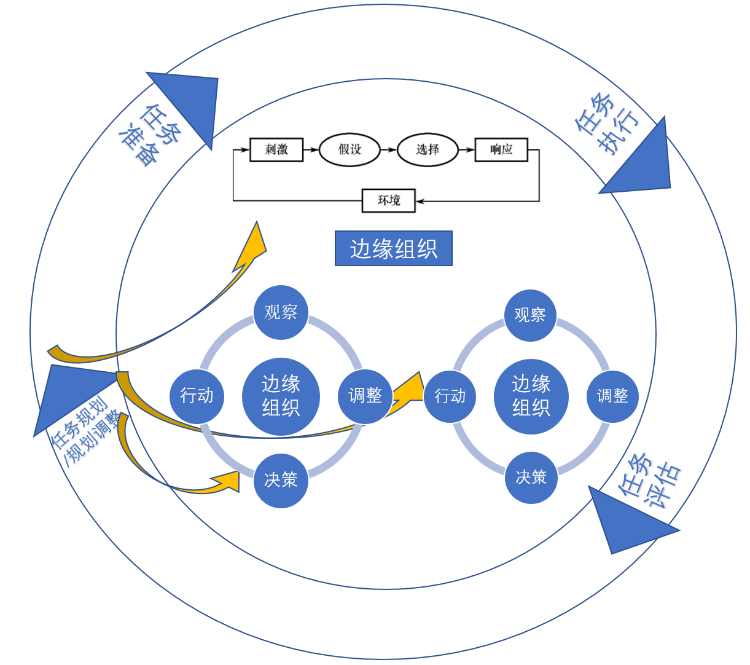 任务
准备
任务
执行
刺激
假设
选择
响应
环境
边缘组织
观察
行动
边缘
组织
调整
决策
观察
行动
边缘
组织
调整
决策
任务规划
/规划调整
任务
评估